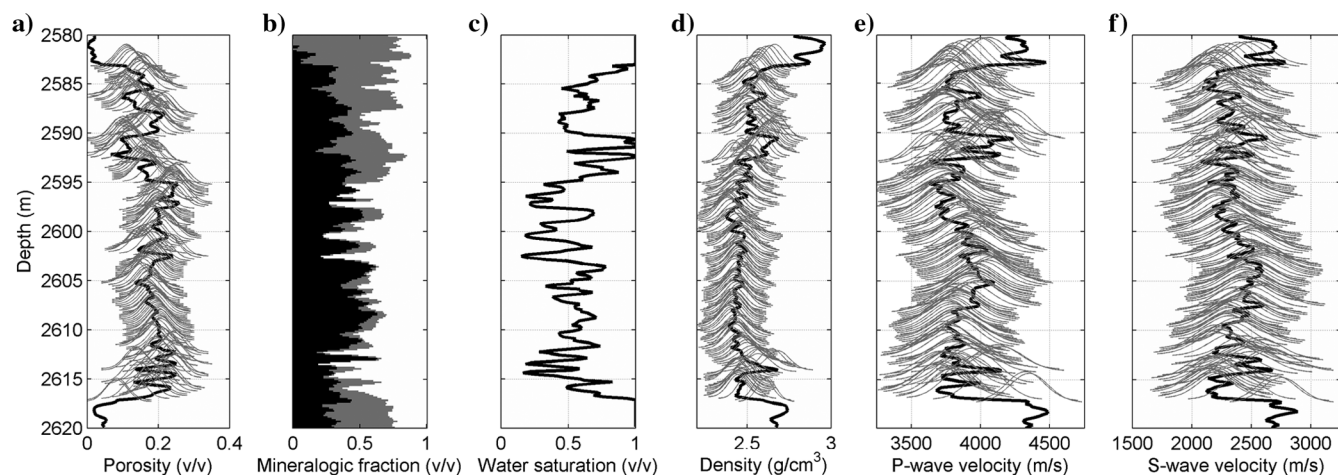 a) b) c) d) e) f)
2580
2585
2590
2595
2600
2605
2610
2615
2620
Depth (m)
0 0.2 0.4 0 0.5 1 0 0.5 1 2.5 3 3250 4000 4750 1500 2000 2500 3000
Porosity (v/v) Mineralogic fraction (v/v) Water saturation (v/v) Density (g/cm³) P-wave velocity (m/s) S-wave velocity (m/s)